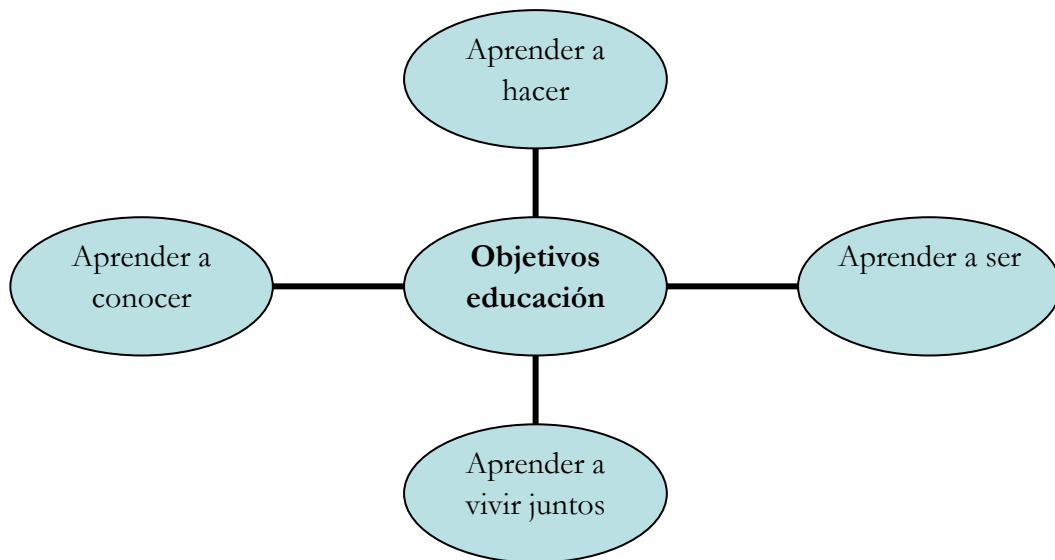 Aprender a
hacer
Aprender a
conocer
Objetivos
educación
Aprender a ser
Aprender a
vivir juntos